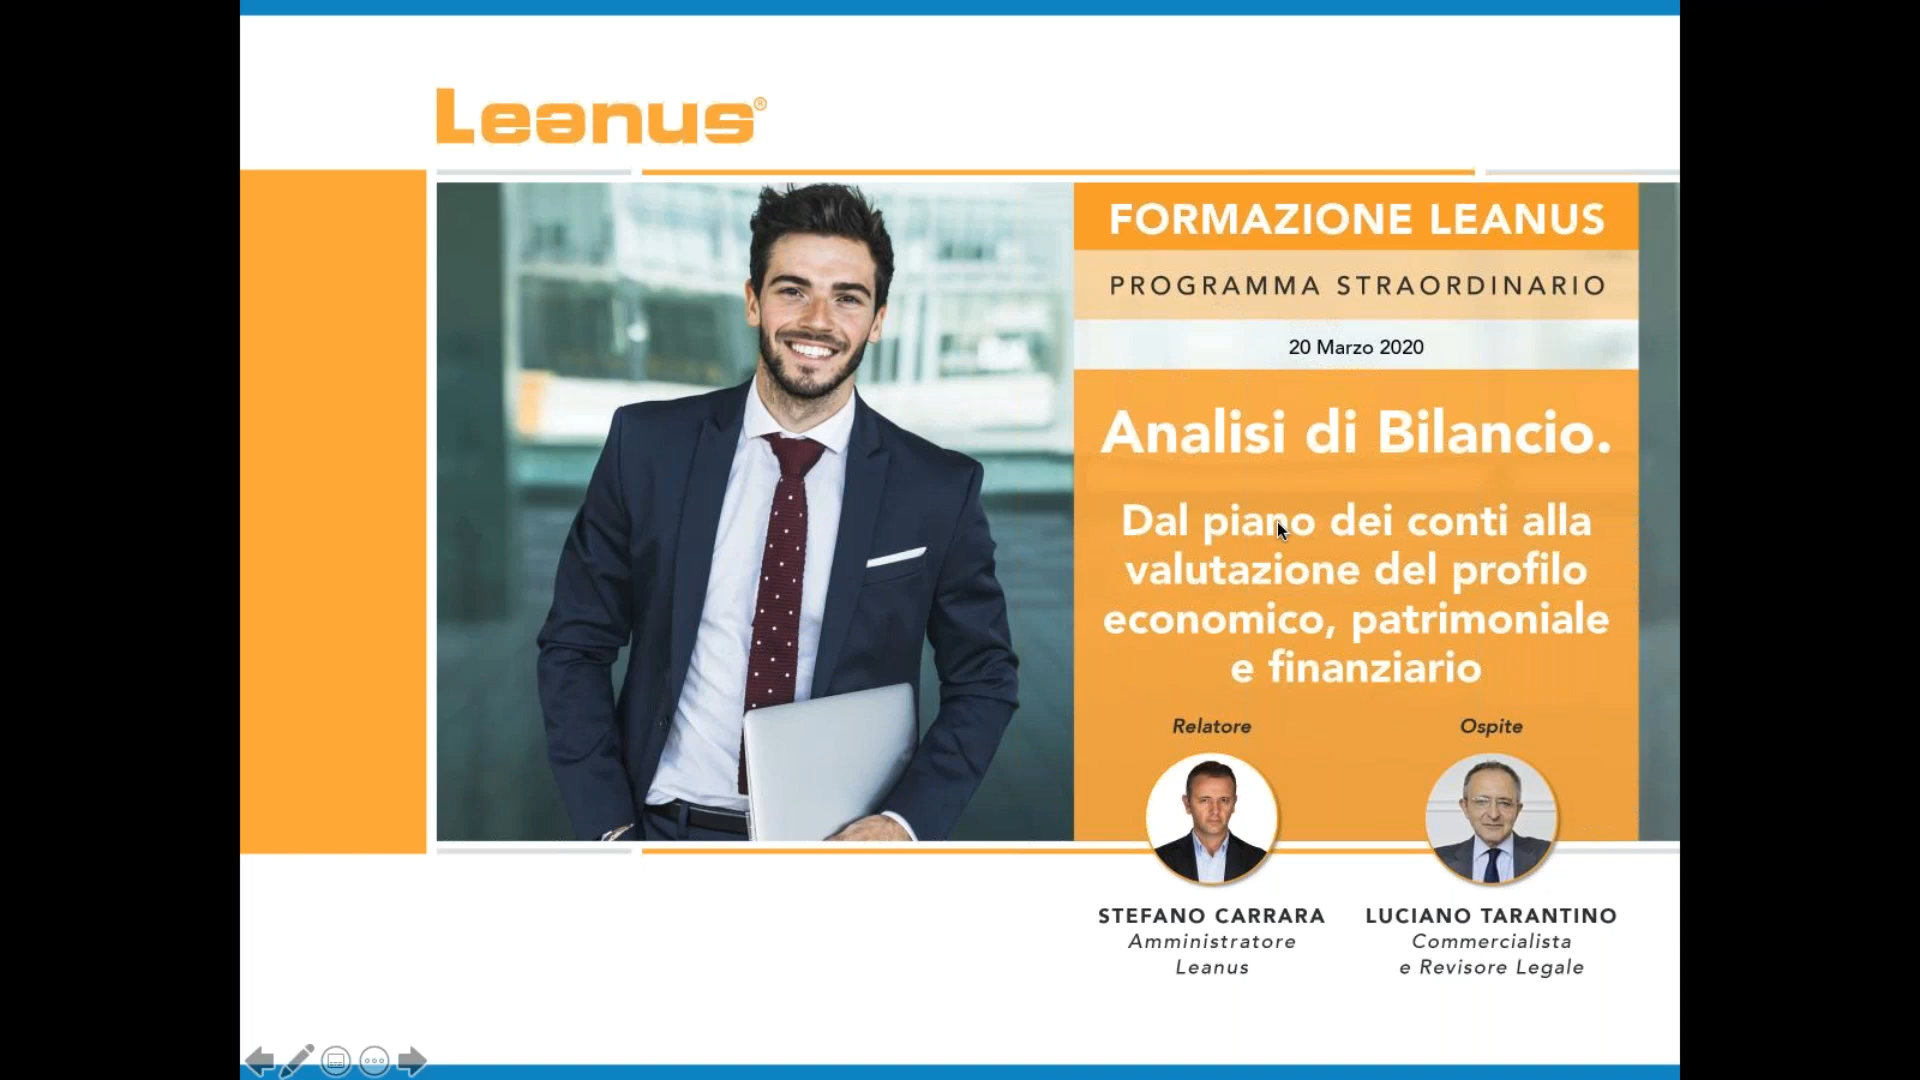 Leanus®
FORMAZIONE LEANUS
PROGRAMMA STRAORDINARIO
20 Marzo 2020
Analisi di Bilancio.
Dal piano dei conti alla
valutazione del profilo
economico, patrimoniale
e finanziario
Relatore
Ospite
STEFANO CARRARA
Amministratore
Leanus
LUCIANO TARANTINO
Commercialista
e Revisore Legale